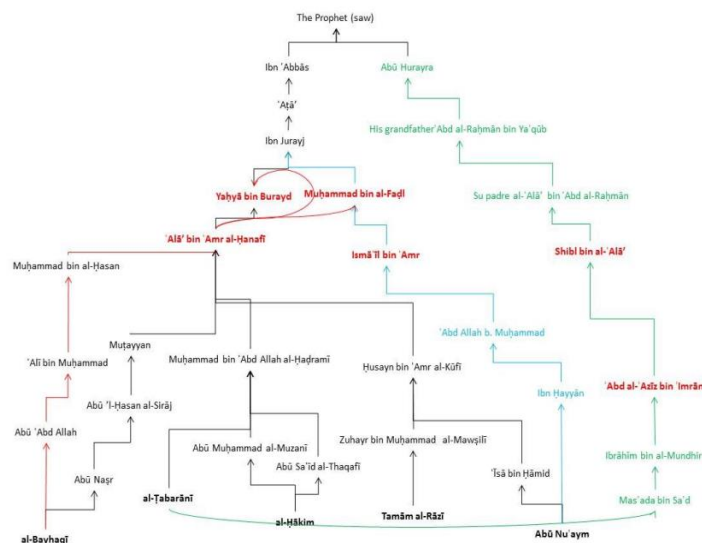 The Prophet (saw)
Ibn ʿAbbās
Abū Hurayra
ʿAṭāʾ
His grandfather ʿAbd al-Raḥmān bin Yaʿqūb
Ibn Jurayj
Yaḥyā bin Burayd
Muḥammad bin al-Faḍl
Su padre al-ʿAlāʾ bin ʿAbd al-Raḥmān
ʿAlāʾ bin ʿAmr al-Ḥanafī
Ismāʿīl bin ʿAmr
Shibl bin al-ʿAlāʾ
Muḥammad bin al-Ḥasan
Muṭayyan
Muḥammad bin ʿAbd Allah al-Ḥaḍramī
ʿAbd Allah b. Muḥammad
ʿAlī bin Muḥammad
Ḥusayn bin ʿAmr al-Kūfī
Abū ʾl-Ḥasan al-Sirāj
Ibn Ḥayyān
ʿAbd al-ʿAzīz bin ʿImrān
Abū ʿAbd Allah
Abū Muḥammad al-Muzanī
Zuhayr bin Muḥammad al-Mawṣilī
Ibrāhīm bin al-Mundhir
Abū Naṣr
Abū Saʿīd al-Thaqafī
ʿĪsā bin Ḥāmid
al-Ṭabarānī
Masʿada bin Saʿd
al-Bayhaqī
al-Ḥākim
Tamām al-Rāzī
Abū Nuʿaym